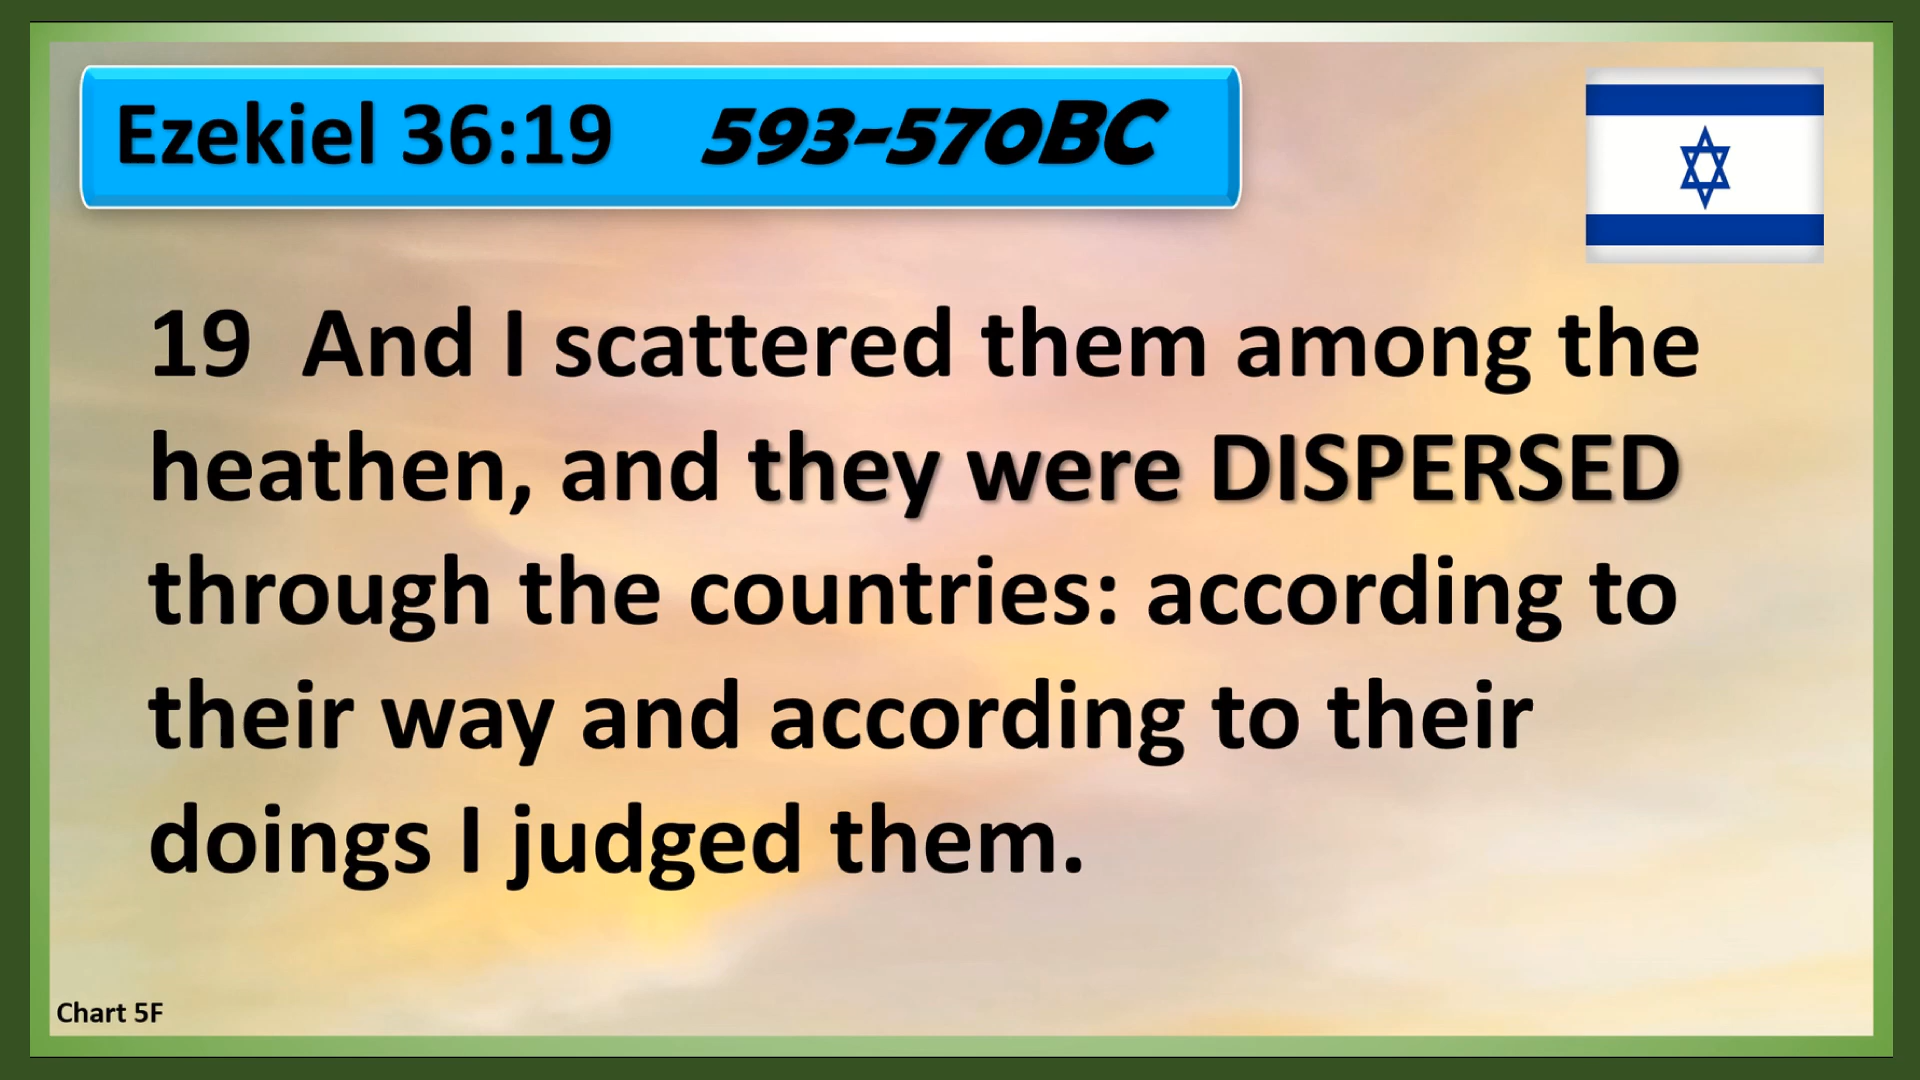 Ezekiel 36:19 593-570BC
19 And I scattered them among the
heathen, and they were DISPERSED
through the countries: according to
their way and according to their
doings I judged them.
Chart 5F